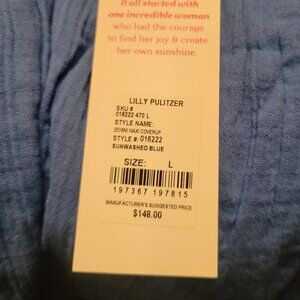 It all started with
one incredible woman
who had the courage
to find her joy & create
her own sunshine.
LILLY PULITZER
SKU #
016222 470 L
STYLE NAME:
MAXI COVERUP
STYLE #: 016222
SUNWASHED BLUE
SIZE: L
197367 197815
MANUFACTURER'S SUGGESTED PRICE
$148.00